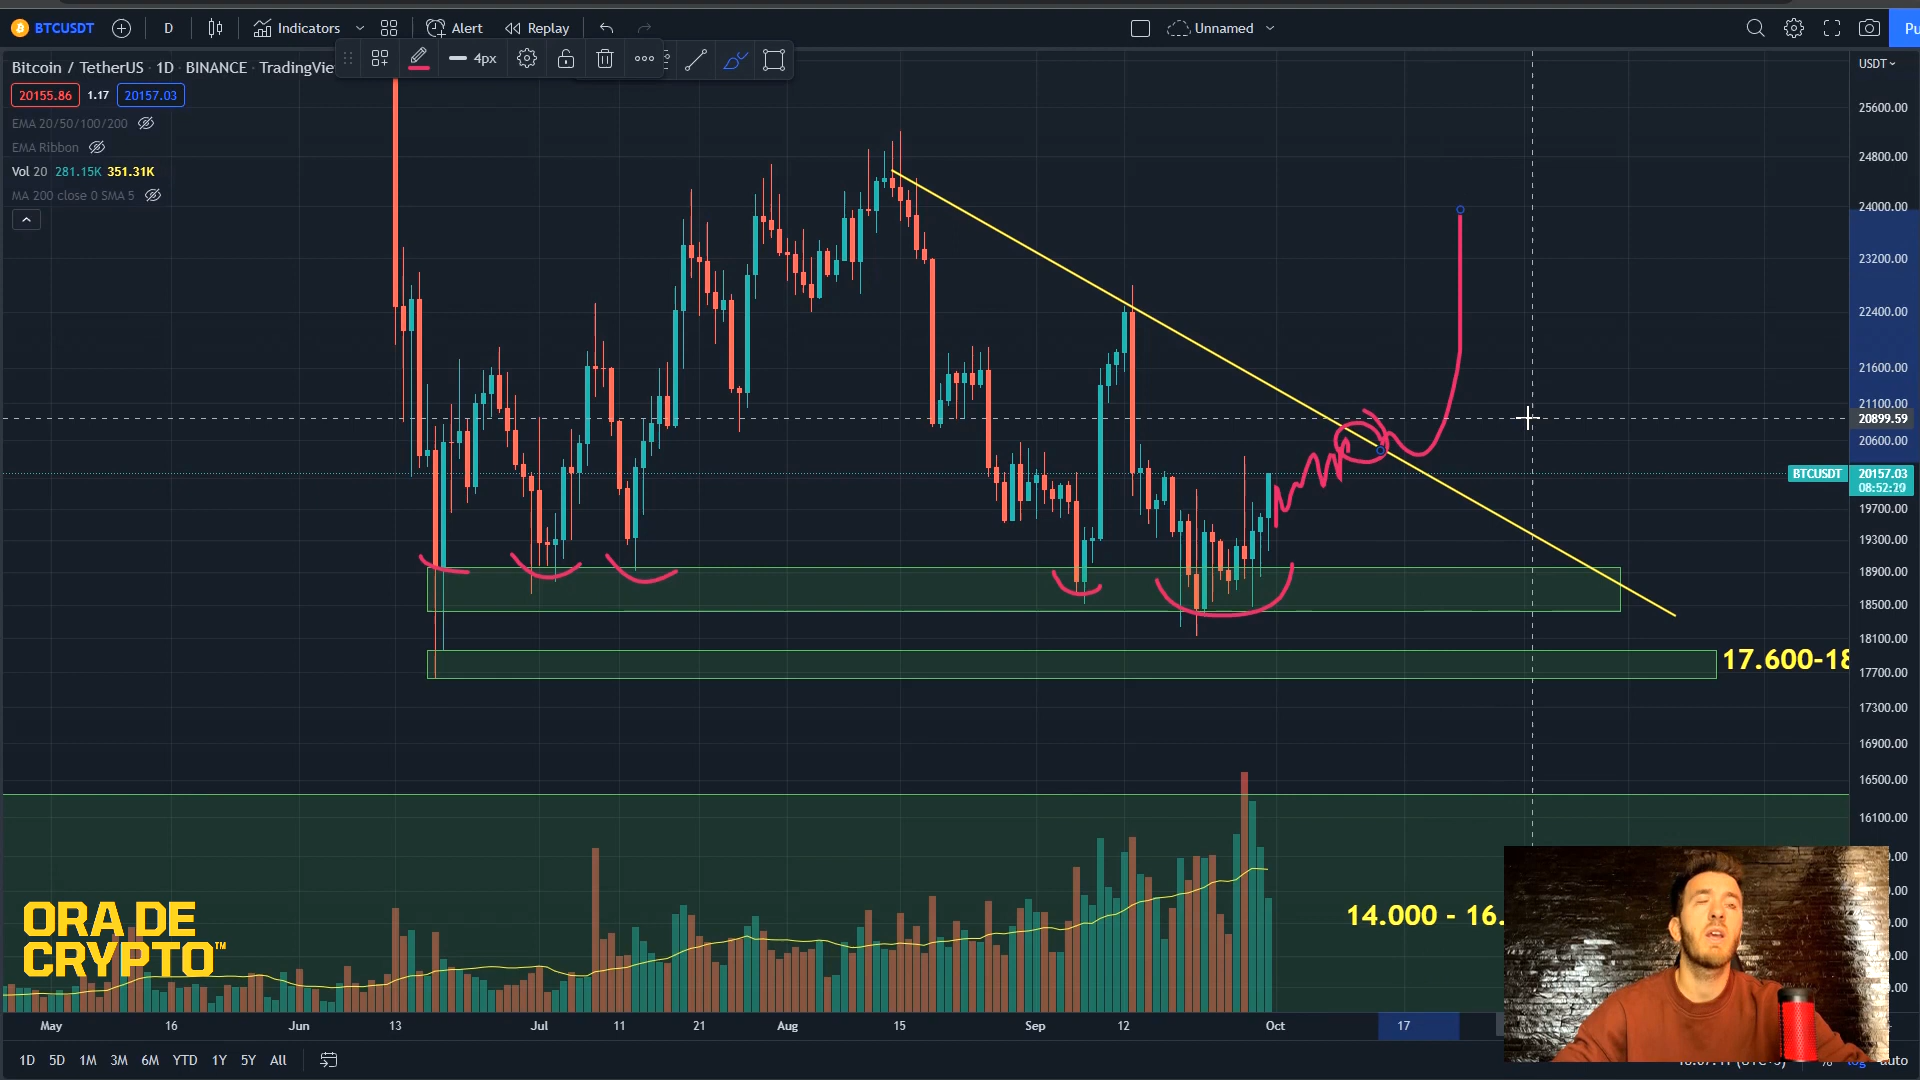 BTCUSDT D Indicators Alert Replay Unnamed Pu
4px
Bitcoin / TetherUS · 1D · BINANCE · TradingVie
20155.86 1.17 20157.03
EMA 20/50/100/200
EMA Ribbon
Vol 20 281.15K 351.31K
MA 200 close 0 SMA 5
USDT
25600.00
24800.00
24000.00
23200.00
22400.00
21600.00
21100.00
20899.59
20600.00
BTCUSDT 20157.03
08:52:29
19700.00
19300.00
18900.00
18500.00
18100.00
17.600-18
17700.00
17300.00
16900.00
16500.00
16100.00
14.000 - 16.
ORA DE
CRYPTO™
May 16 Jun 13 Jul 11 21 Aug 15 Sep 12 Oct 17
1D 5D 1M 3M 6M YTD 1Y 5Y All % log auto